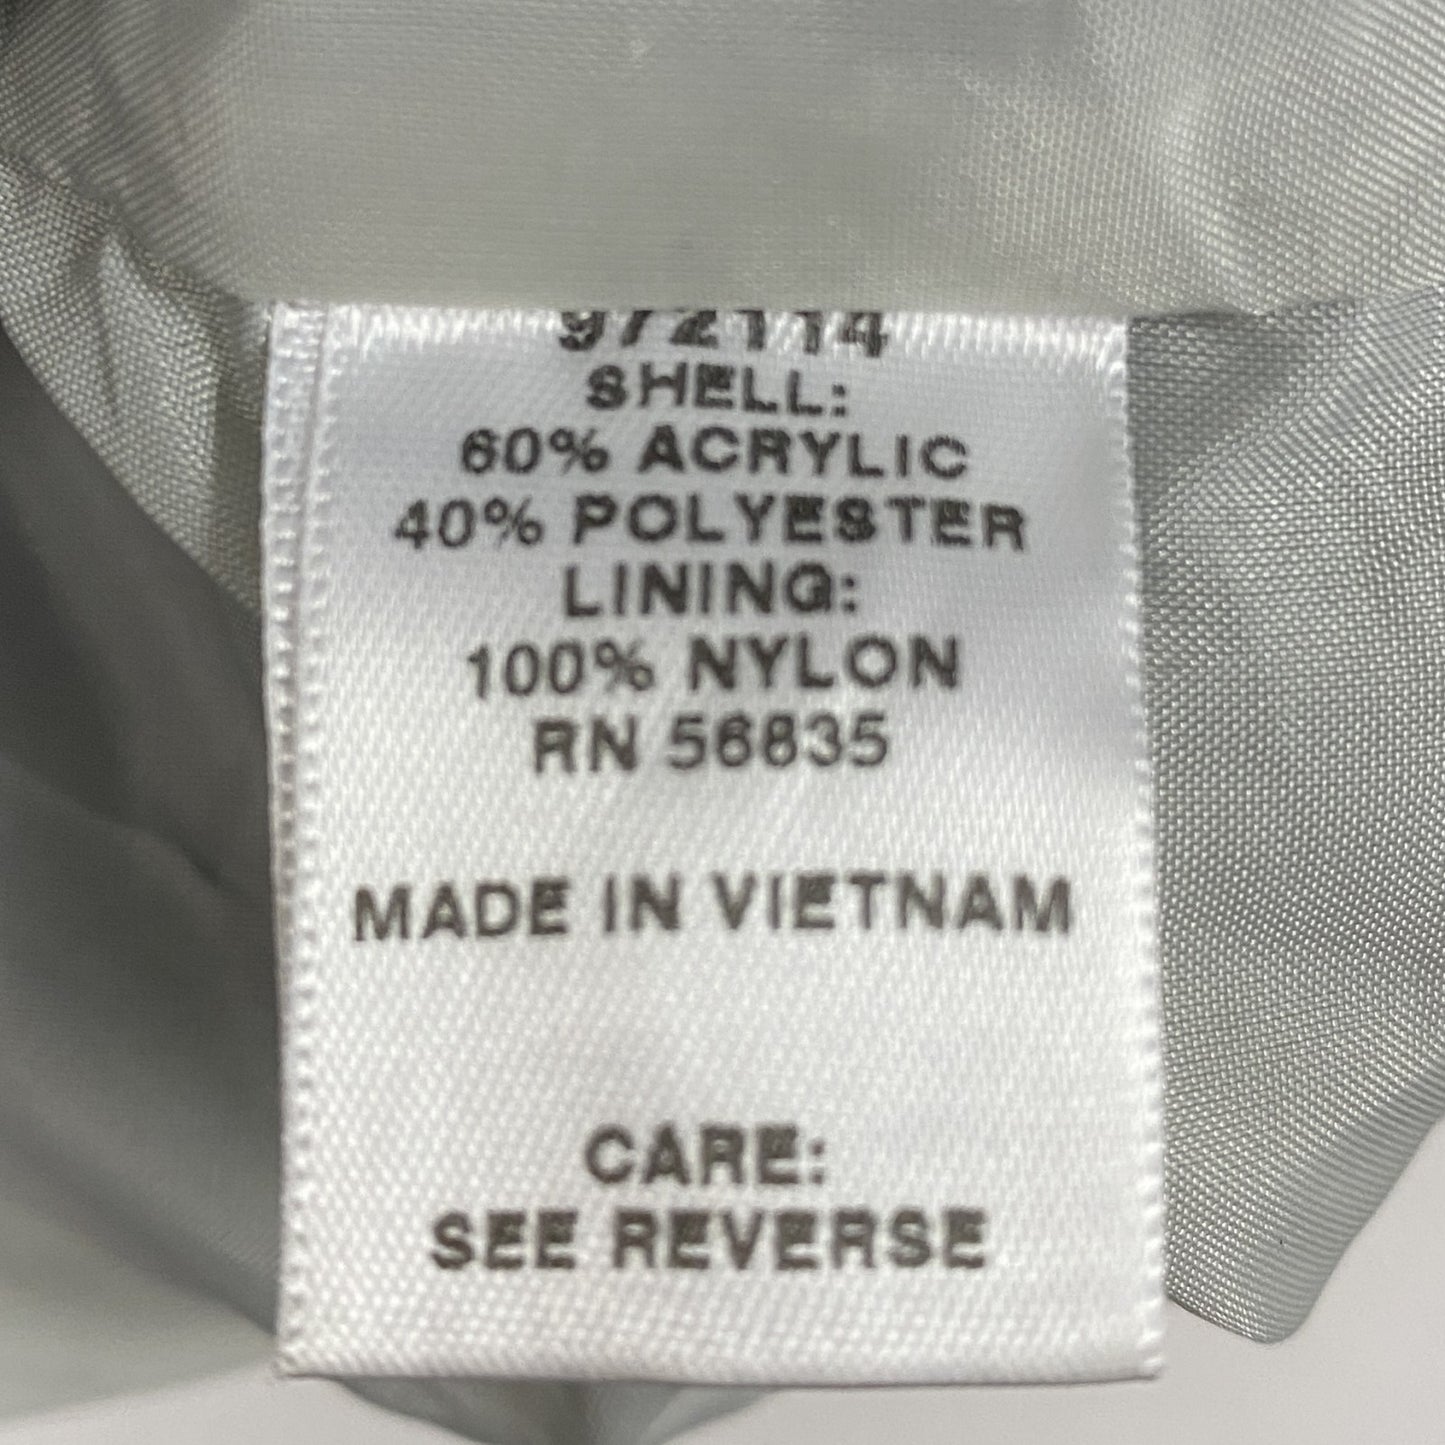 972114
SHELL:
60% ACRYLIC
40% POLYESTER
LINING:
100% NYLON
RN 56835
MADE IN VIETNAM
CARE:
SEE REVERSE